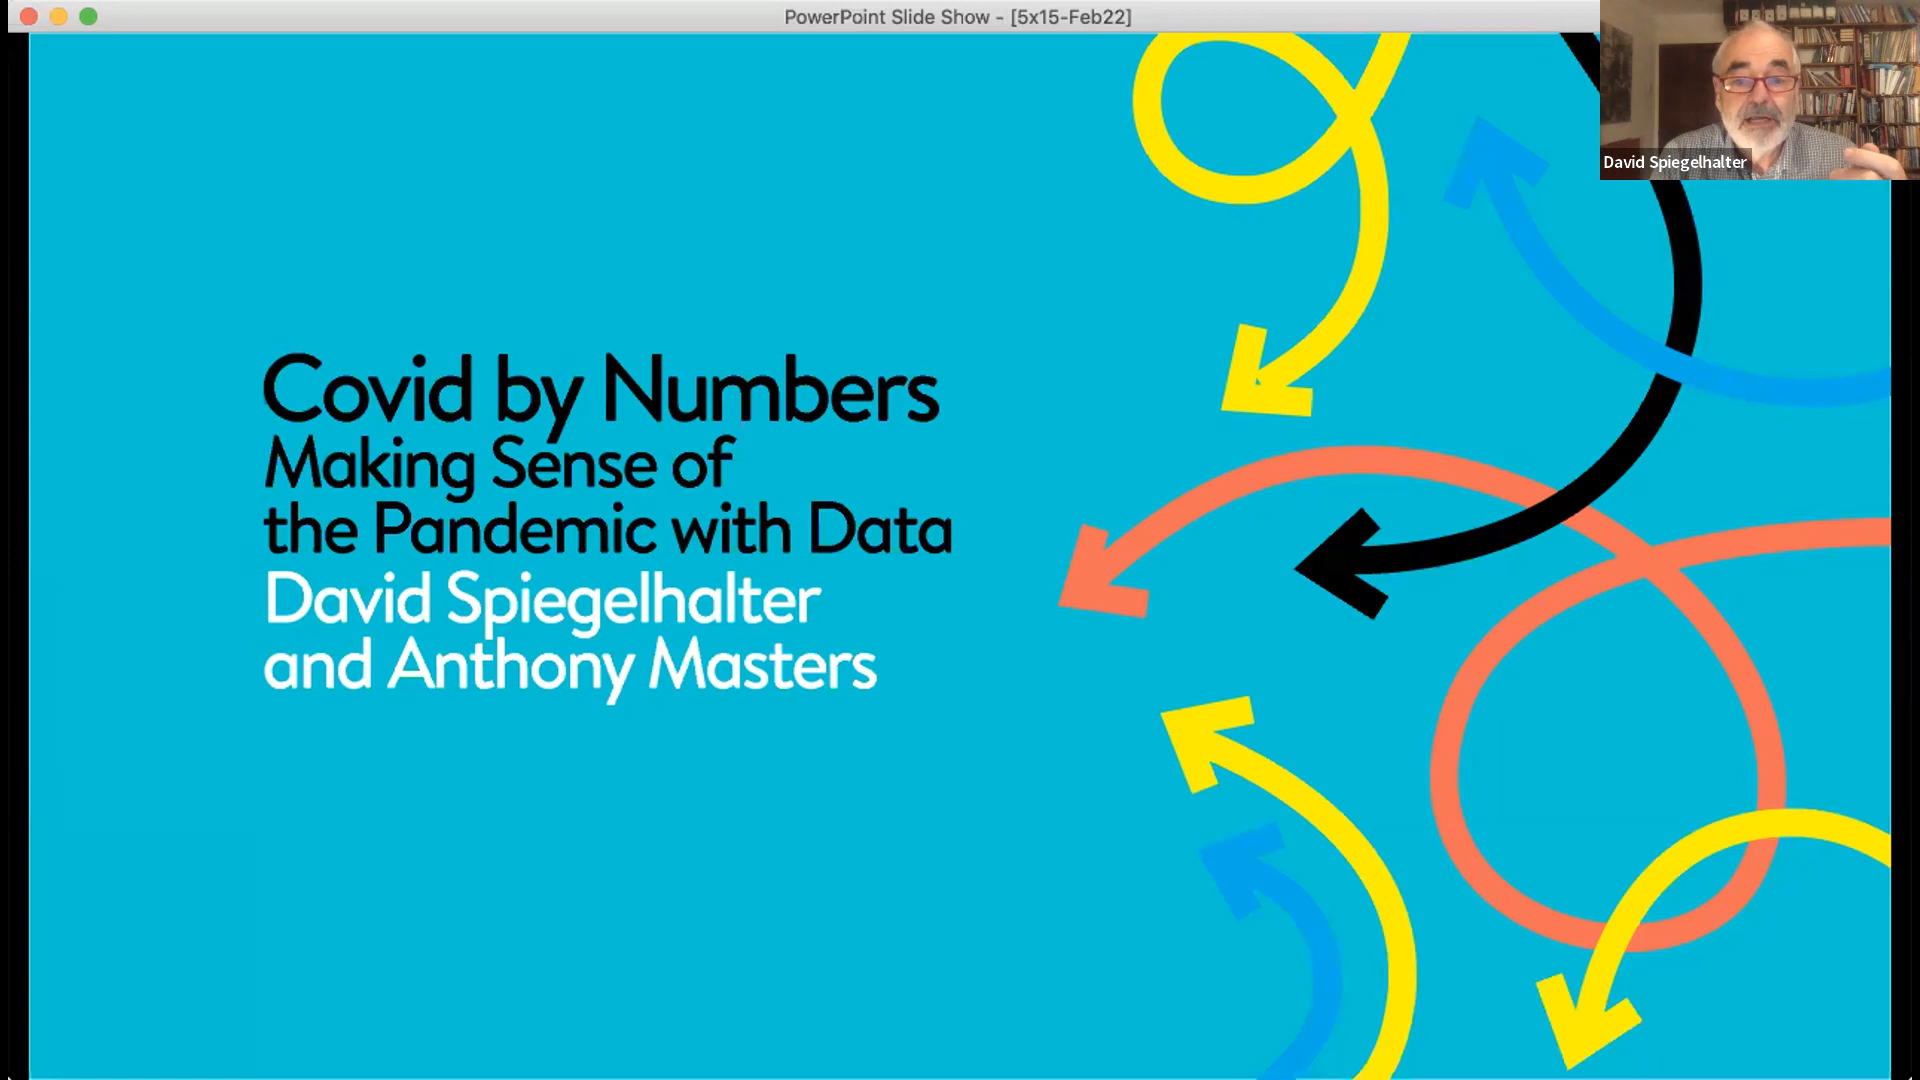 PowerPoint Slide Show - [5x15-Feb22]
David Spiegelhalter
Covid by Numbers
Making Sense of
the Pandemic with Data
David Spiegelhalter
and Anthony Masters